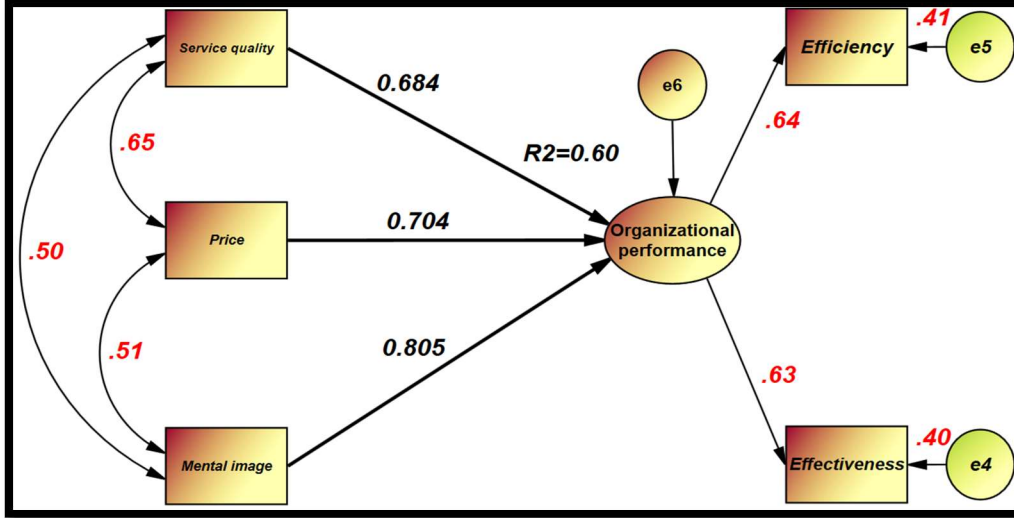 Service quality
.41
Efficiency
e5
0.684
e6
.64
.65
R2=0.60
Price
0.704
Organizational
performance
.50
.51
0.805
.63
Mental image
.40
Effectiveness
e4